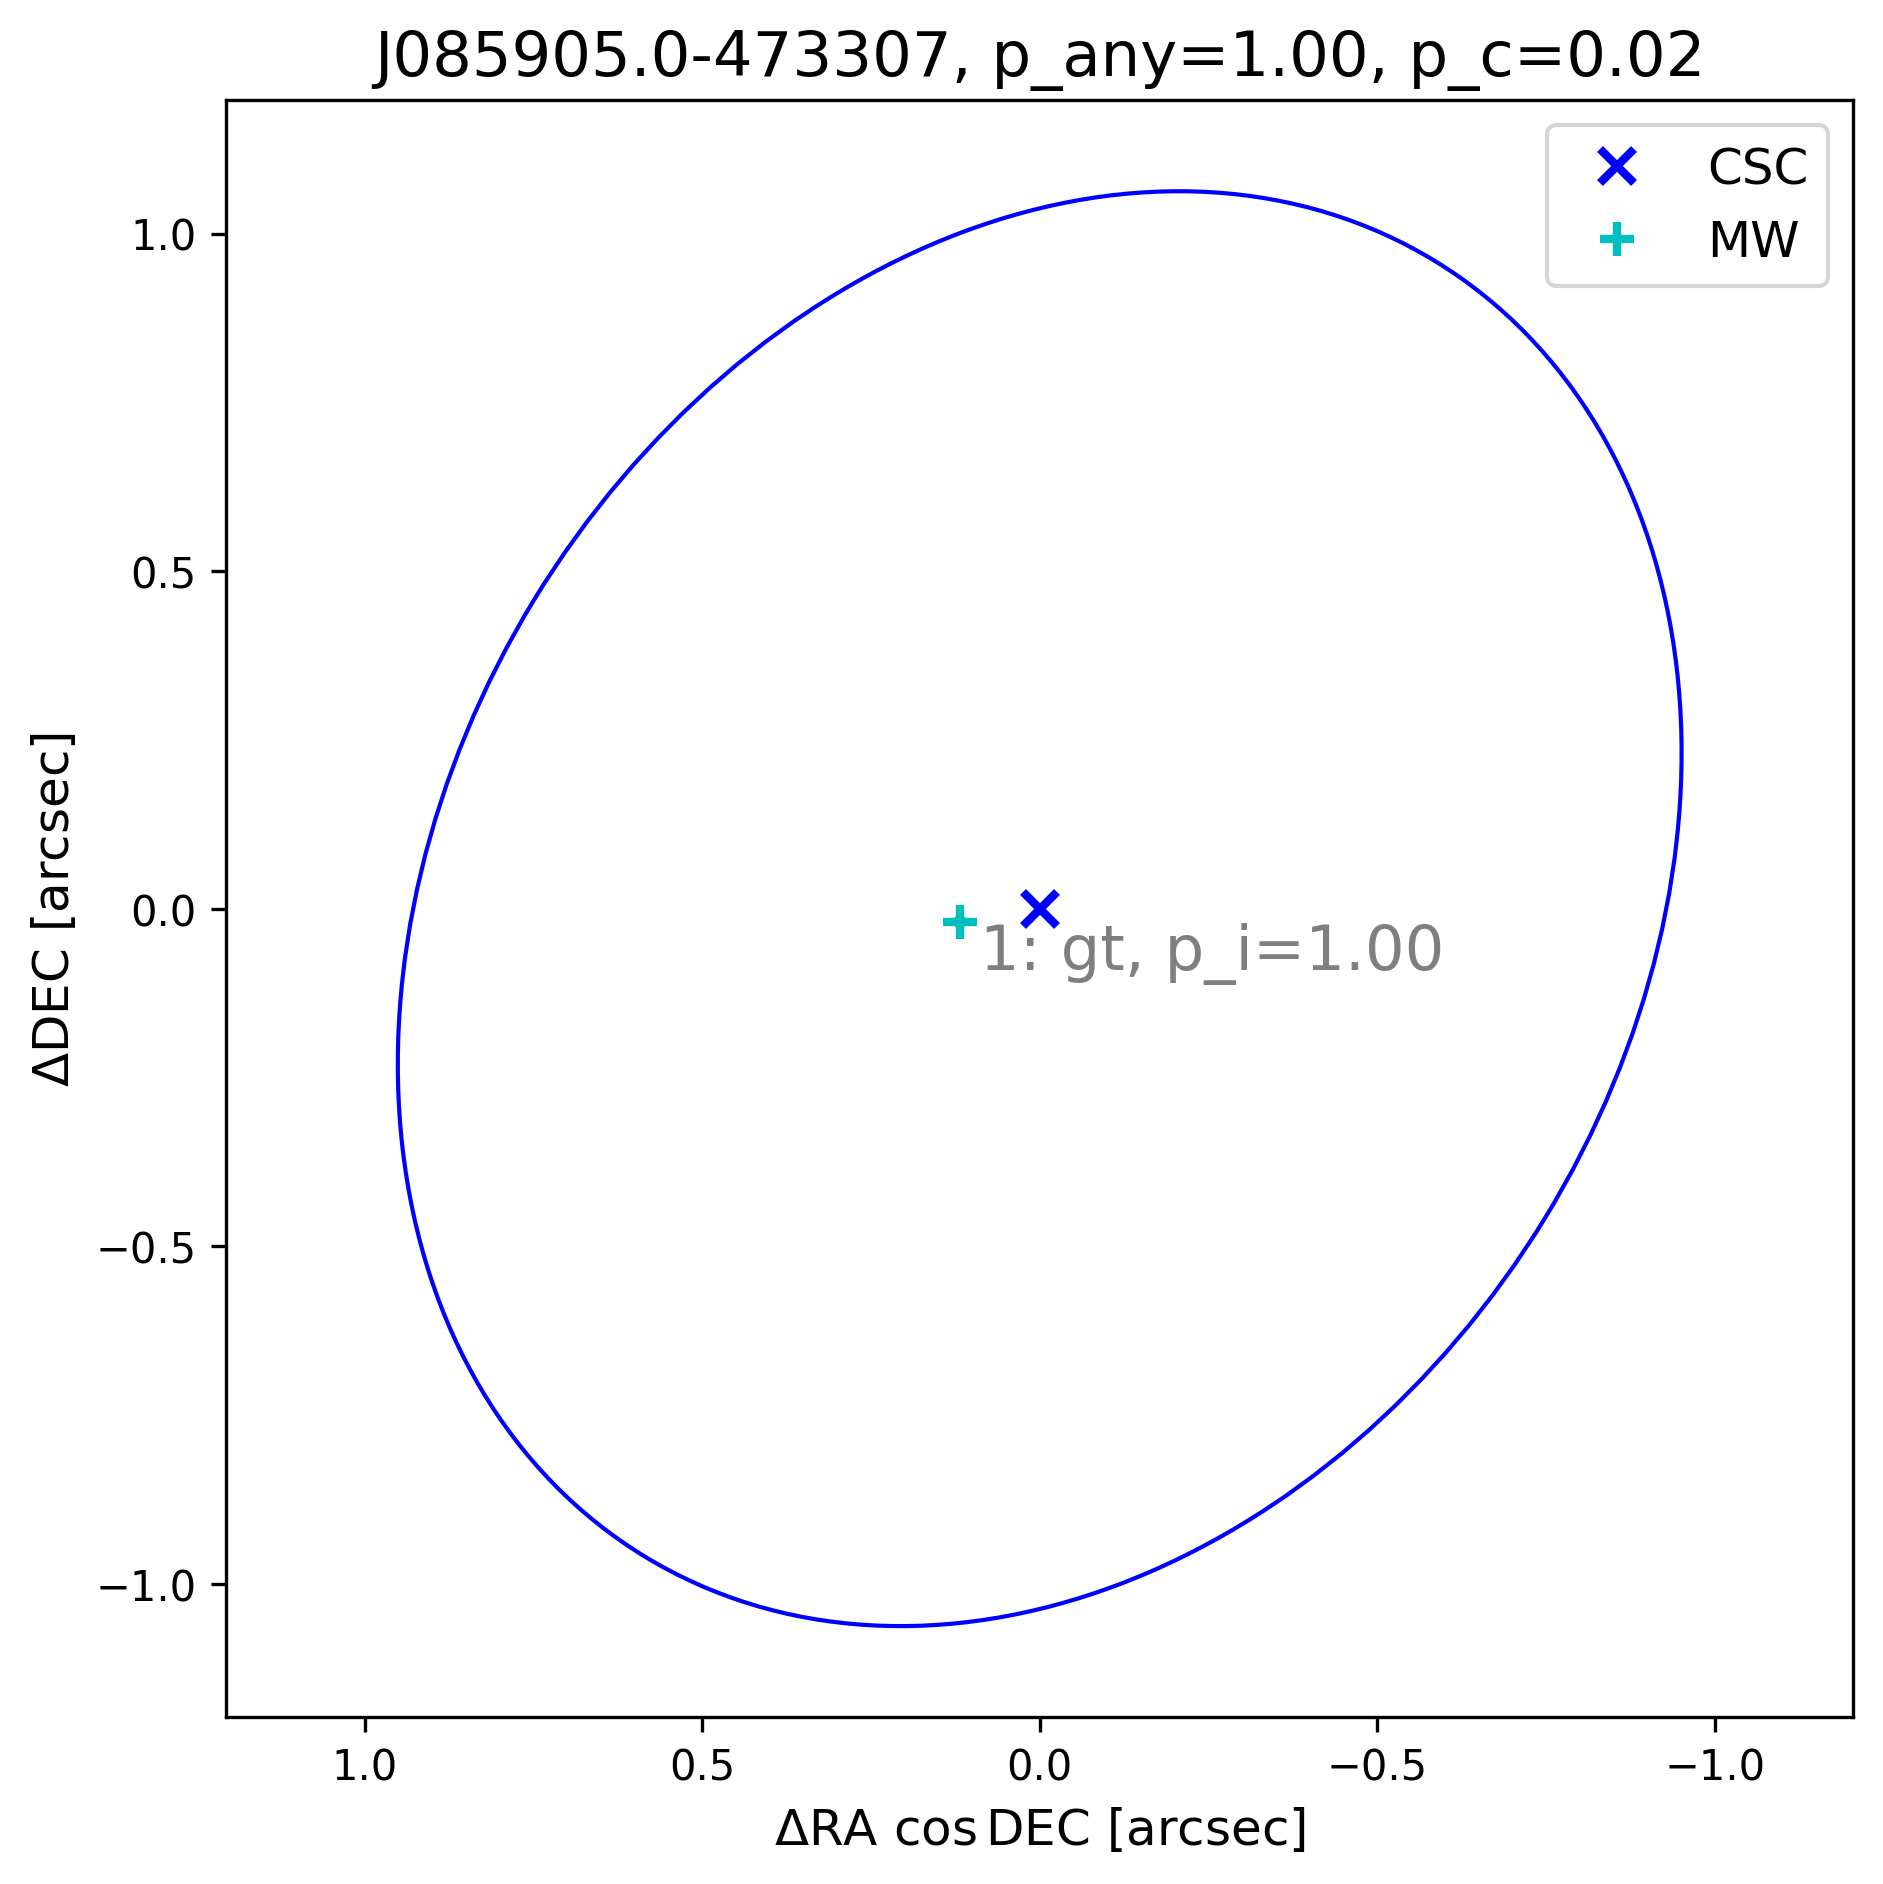 J085905.0-473307, p_any=1.00, p_c=0.02
CSC
MW
1.0
0.5
0.0
−0.5
−1.0
ΔDEC [arcsec]
1: gt, p_i=1.00
1.0
0.5
0.0
−0.5
−1.0
ΔRA cos DEC [arcsec]